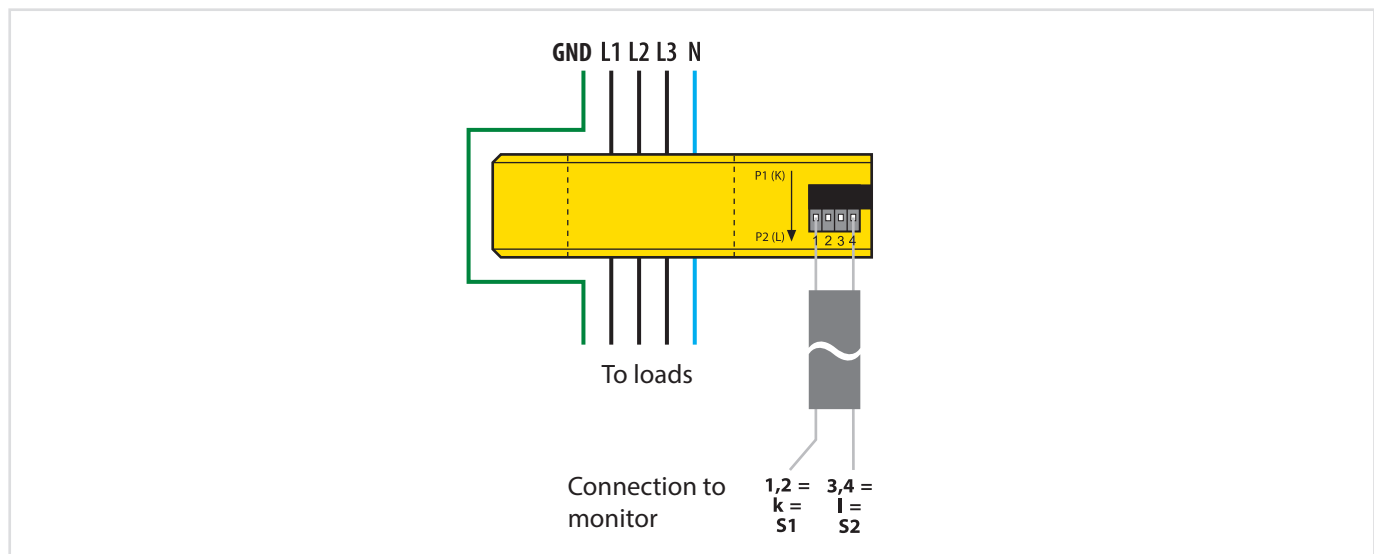 GND L1 L2 L3 N
P1 (K)
P2 (L)
1 2 3 4
To loads
Connection to
monitor
1,2 =
k =
S1
3,4 =
l =
S2